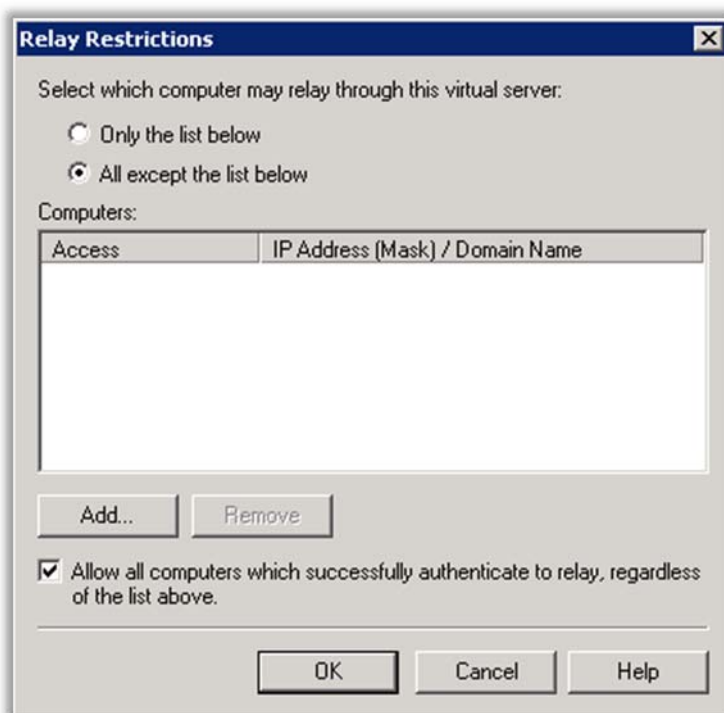 Relay Restrictions
Select which computer may relay through this virtual server:
Only the list below
All except the list below
Computers:
Access IP Address (Mask) / Domain Name
Add... Remove
Allow all computers which successfully authenticate to relay, regardless
of the list above.
OK Cancel Help